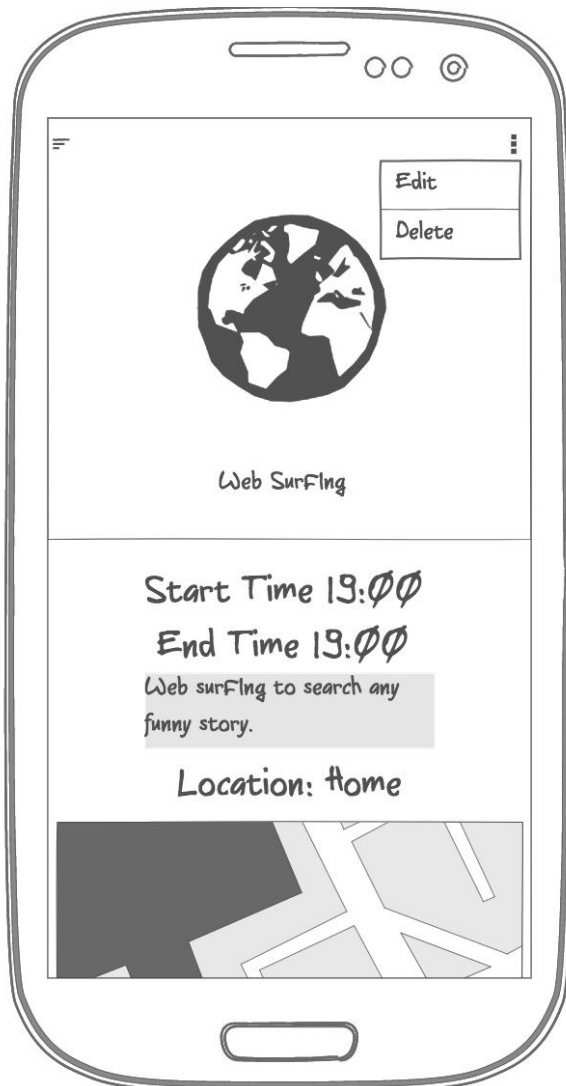 Edit
Delete
Web Surfing
Start Time 19:00
End Time 19:00
Web surfing to search any
funny story.
Location: Home